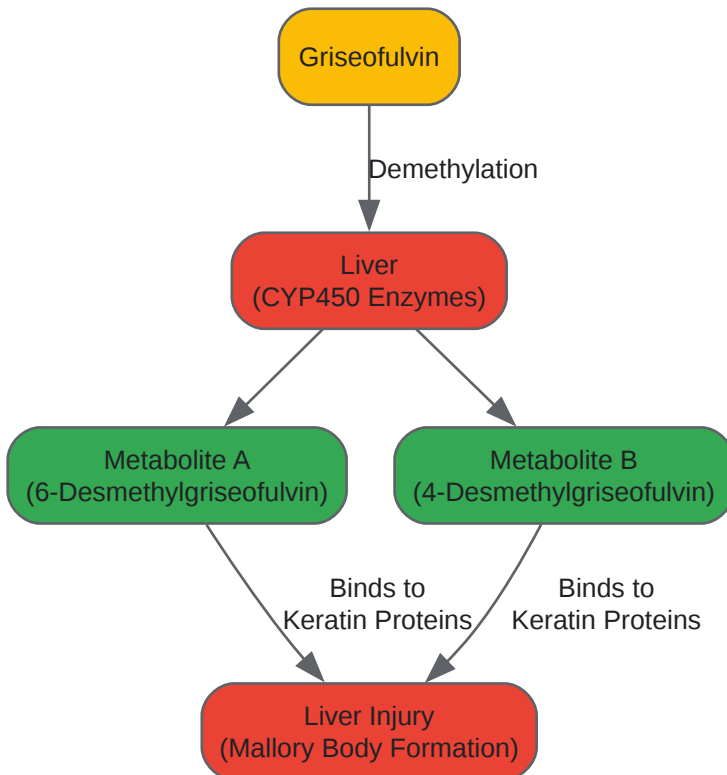 Griseofulvin
Demethylation
Liver
(CYP450 Enzymes)
Metabolite A
(6-Desmethylgriseofulvin)
Metabolite B
(4-Desmethylgriseofulvin)
Binds to
Keratin Proteins
Binds to
Keratin Proteins
Liver Injury
(Mallory Body Formation)